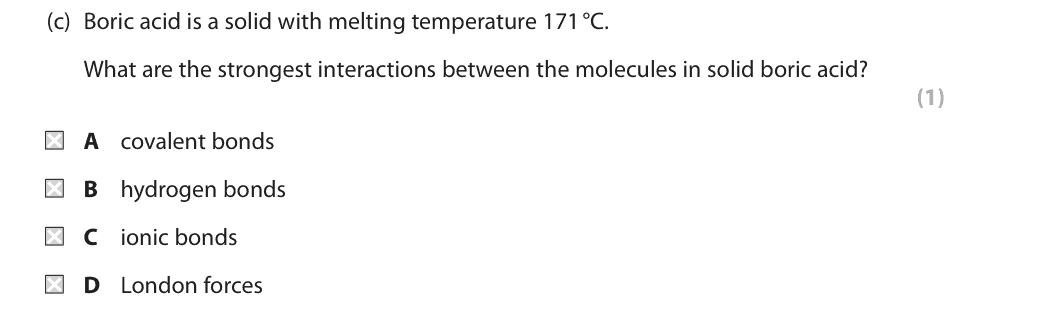 (c) Boric acid is a solid with melting temperature 171 °C.
What are the strongest interactions between the molecules in solid boric acid?
(1)
A covalent bonds
B hydrogen bonds
C ionic bonds
D London forces